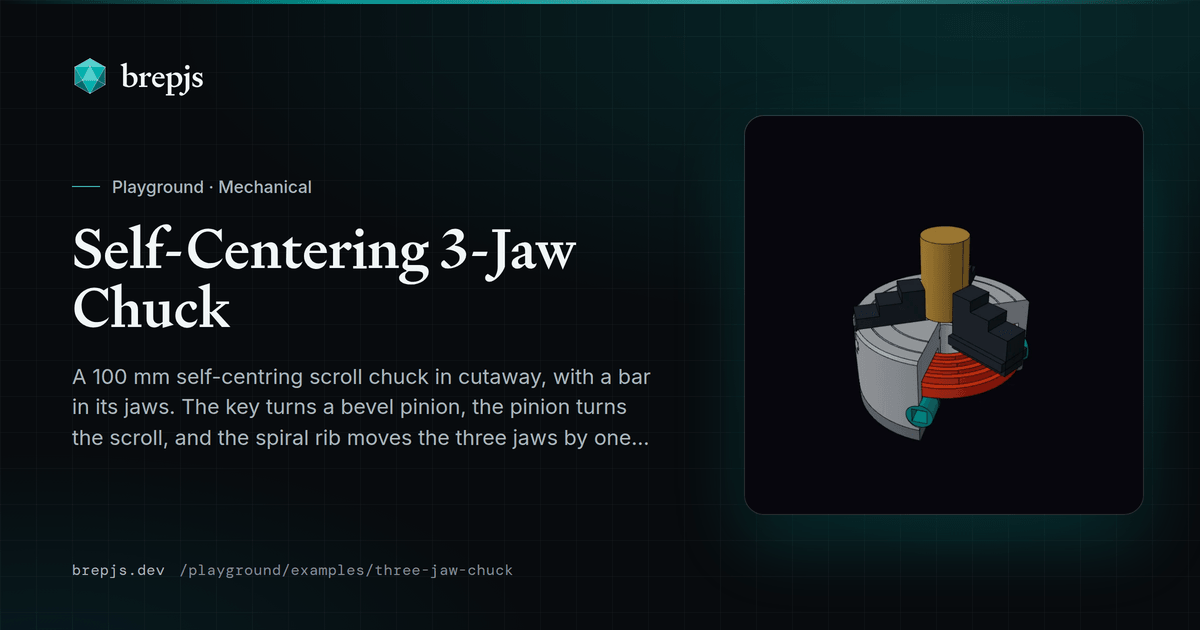 brepjs
Playground · Mechanical
Self-Centering 3-Jaw
Chuck
A 100 mm self-centring scroll chuck in cutaway, with a bar
in its jaws. The key turns a bevel pinion, the pinion turns
the scroll, and the spiral rib moves the three jaws by one…
brepjs.dev /playground/examples/three-jaw-chuck